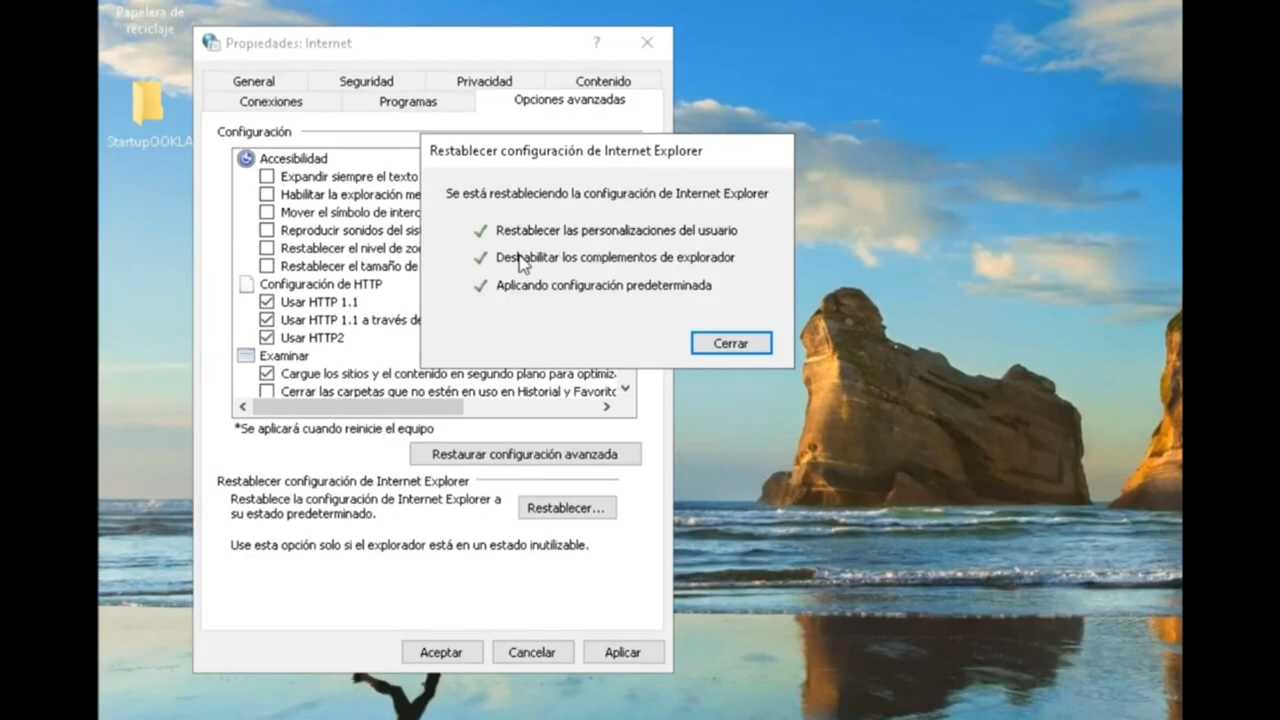 Papelera de
reciclaje
StartupOOKLA
Propiedades: Internet
?
General
Seguridad
Privacidad
Contenido
Conexiones
Programas
Opciones avanzadas
Configuración
Accesibilidad
Expandir siempre el texto
Habilitar la exploración me
Mover el símbolo de interc
Reproducir sonidos del sis
Restablecer el nivel de zoo
Restablecer el tamaño de
Configuración de HTTP
Usar HTTP 1.1
Usar HTTP 1.1 a través de
Usar HTTP2
Examinar
Cargue los sitios y el contenido en segundo plano para optimiz
Cerrar las carpetas que no estén en uso en Historial y Favorito
*Se aplicará cuando reinicie el equipo
Restaurar configuración avanzada
Restablecer configuración de Internet Explorer
Restablece la configuración de Internet Explorer a
su estado predeterminado.
Restablecer...
Use esta opción solo si el explorador está en un estado inutilizable.
Aceptar
Cancelar
Aplicar
Restablecer configuración de Internet Explorer
Se está restableciendo la configuración de Internet Explorer
Restablecer las personalizaciones del usuario
Deshabilitar los complementos de explorador
Aplicando configuración predeterminada
Cerrar